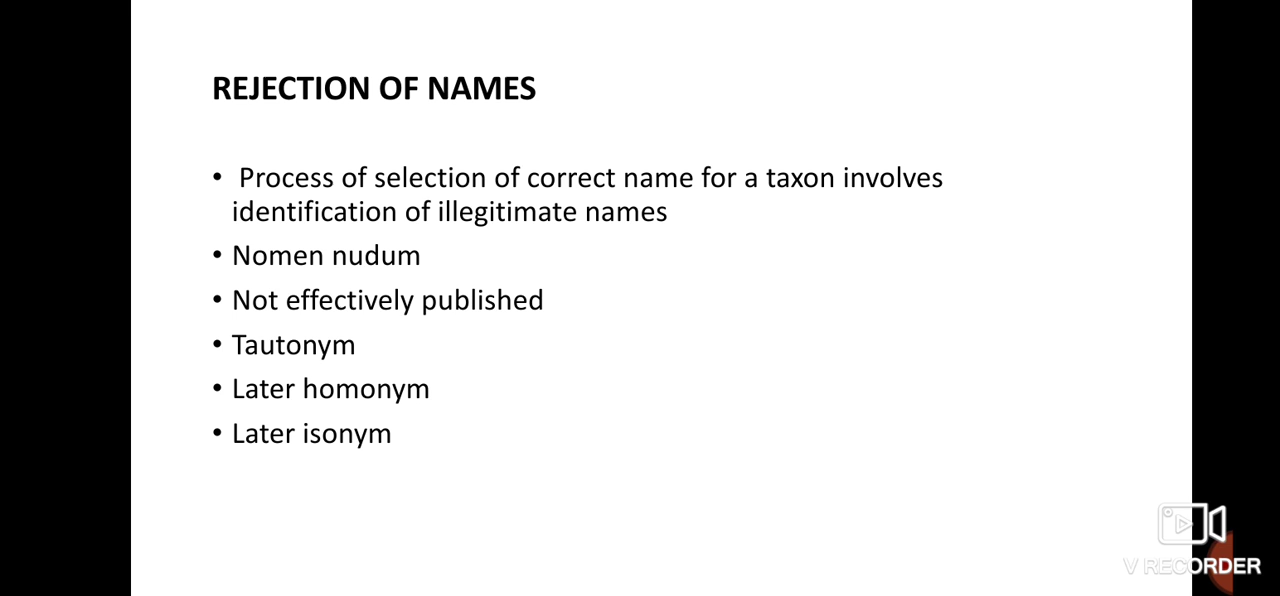 REJECTION OF NAMES
• Process of selection of correct name for a taxon involves
identification of illegitimate names
• Nomen nudum
• Not effectively published
• Tautonym
• Later homonym
• Later isonym
V RECORDER